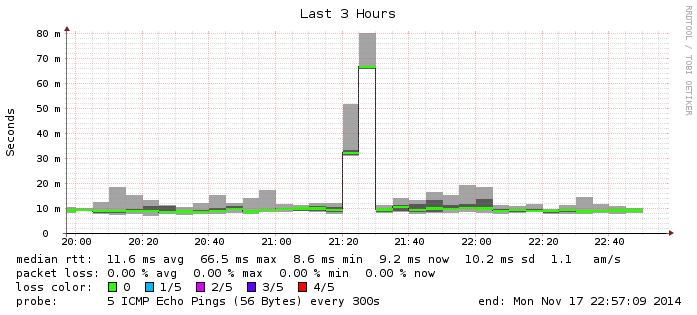 Last 3 Hours
RRDTOOL / TOBI OETIKER
Seconds
80 m
70 m
60 m
50 m
40 m
30 m
20 m
10 m
0
20:00 20:20 20:40 21:00 21:20 21:40 22:00 22:20 22:40
median rtt: 11.6 ms avg 66.5 ms max 8.6 ms min 9.2 ms now 10.2 ms sd 1.1 am/s
packet loss: 0.00 % avg 0.00 % max 0.00 % min 0.00 % now
loss color: 0 1/5 2/5 3/5 4/5
probe: 5 ICMP Echo Pings (56 Bytes) every 300s end: Mon Nov 17 22:57:09 2014